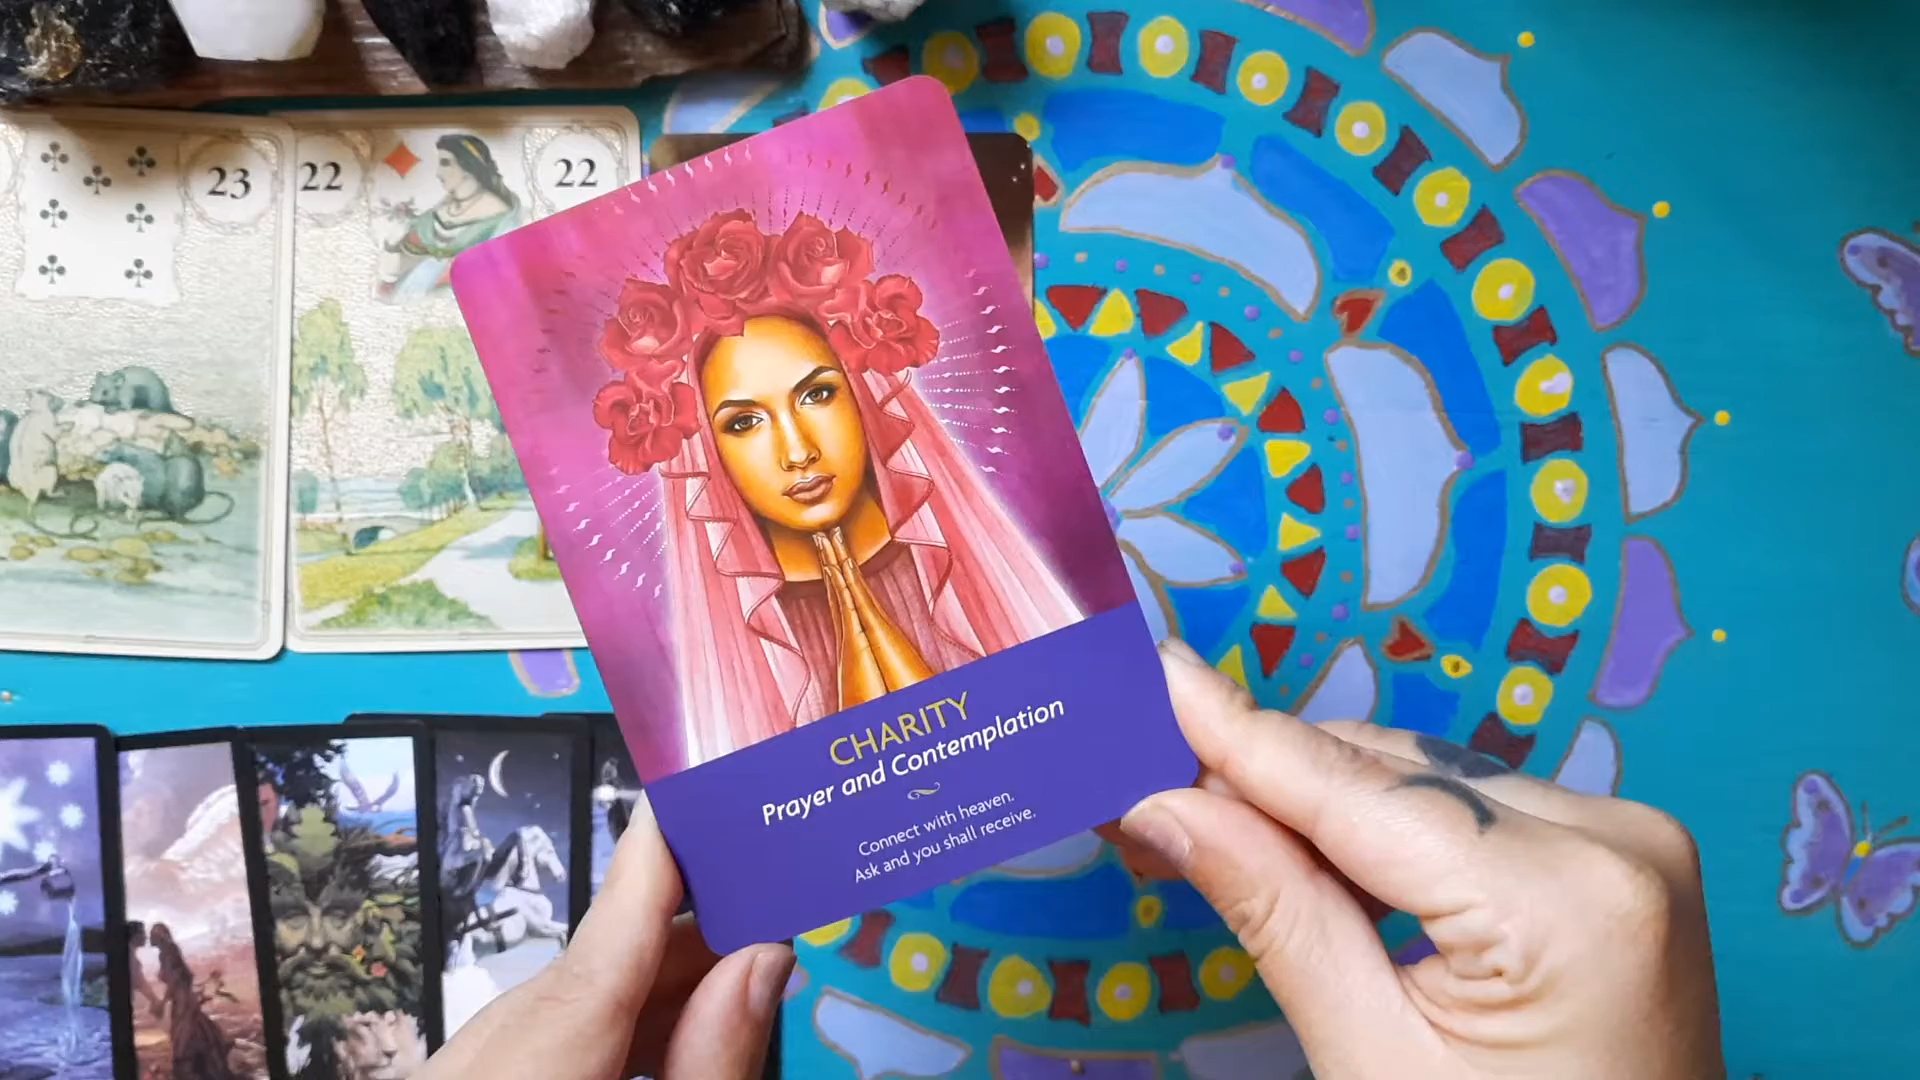 23
22
22
CHARITY
Prayer and Contemplation
Connect with heaven.
Ask and you shall receive.